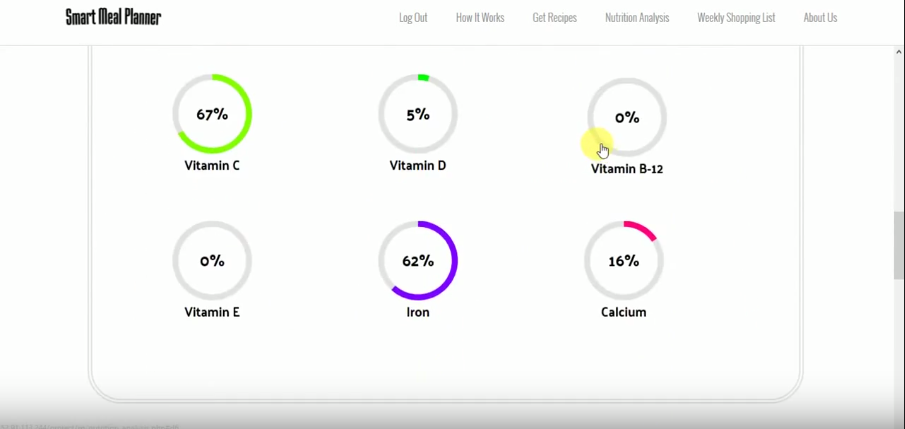 Smart Meal Planner
Log Out How It Works Get Recipes Nutrition Analysis Weekly Shopping List About Us
67% 5% 0%
Vitamin C Vitamin D Vitamin B-12
0% 62% 16%
Vitamin E Iron Calcium